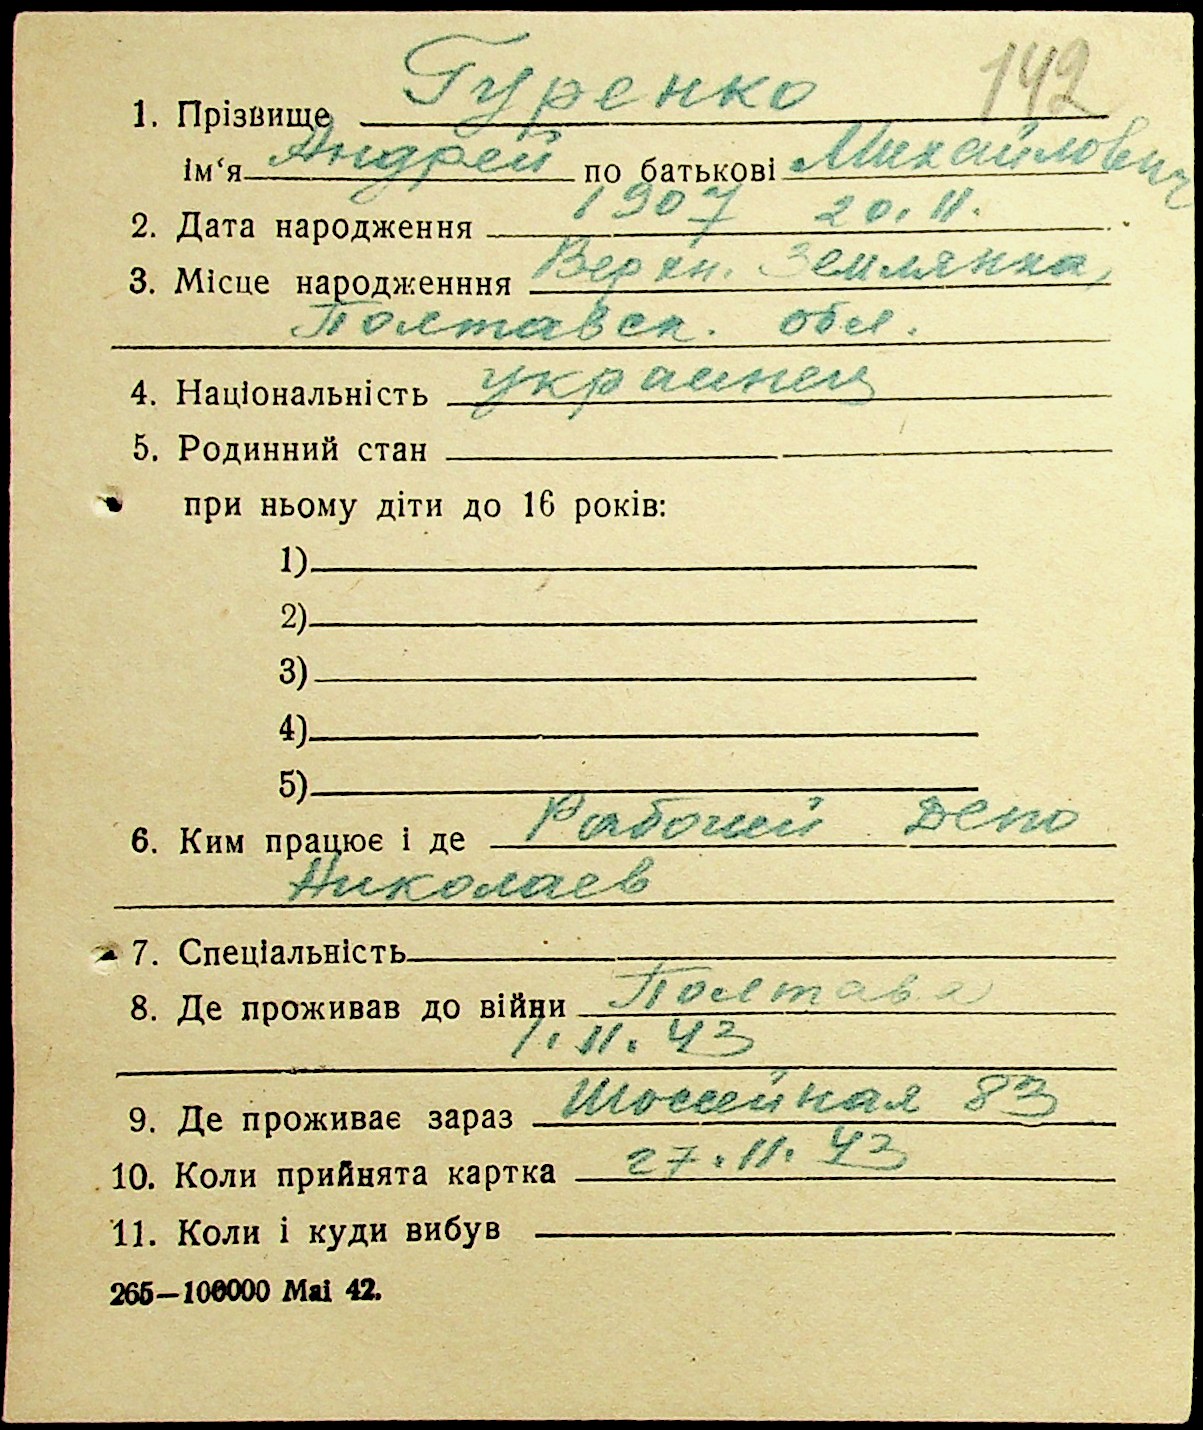 142
1. Прізвище Гуренко
ім‘я Андрей по батькові Михайлович
2. Дата народження 1907 20.11.
3. Місце народженння Верхн. Землянка,
Полтавск. обл.
4. Національність украинец
5. Родинний стан
при ньому діти до 16 років:
1)
2)
3)
4)
5)
6. Ким працює і де Рабочий Депо
Николаев
7. Спеціальність
8. Де проживав до війни Полтава
1.11.43
9. Де проживає зараз Шоссейная 83
10. Коли прийнята картка 27.11.43
11. Коли і куди вибув
265—100000 Mai 42.